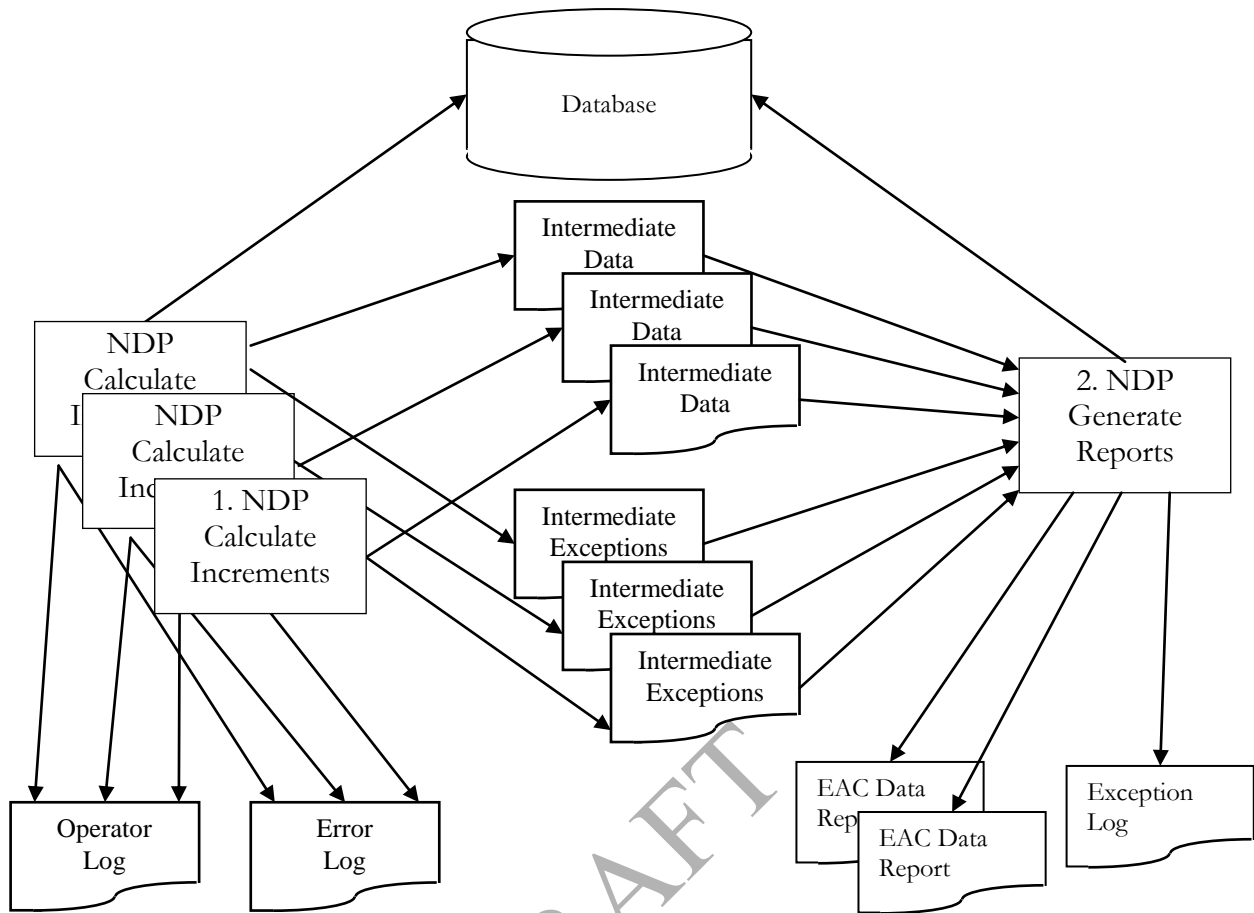 Database
Intermediate
Data
Intermediate
Data
Intermediate
Data
NDP
Calculate
NDP
Calculate
1. NDP
Calculate
Increments
2. NDP
Generate
Reports
Intermediate
Exceptions
Intermediate
Exceptions
Intermediate
Exceptions
Operator
Log
Error
Log
EAC Data
EAC Data
Report
Exception
Log